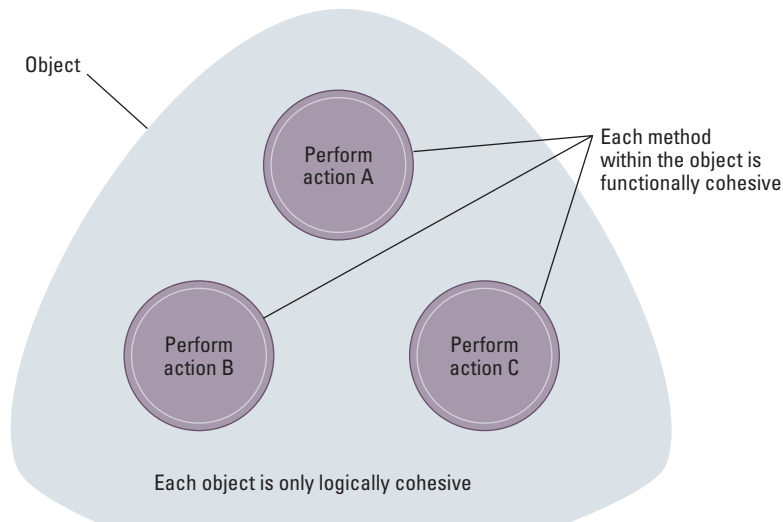 Object
Perform
action A
Each method
within the object is
functionally cohesive
Perform
action B
Perform
action C
Each object is only logically cohesive